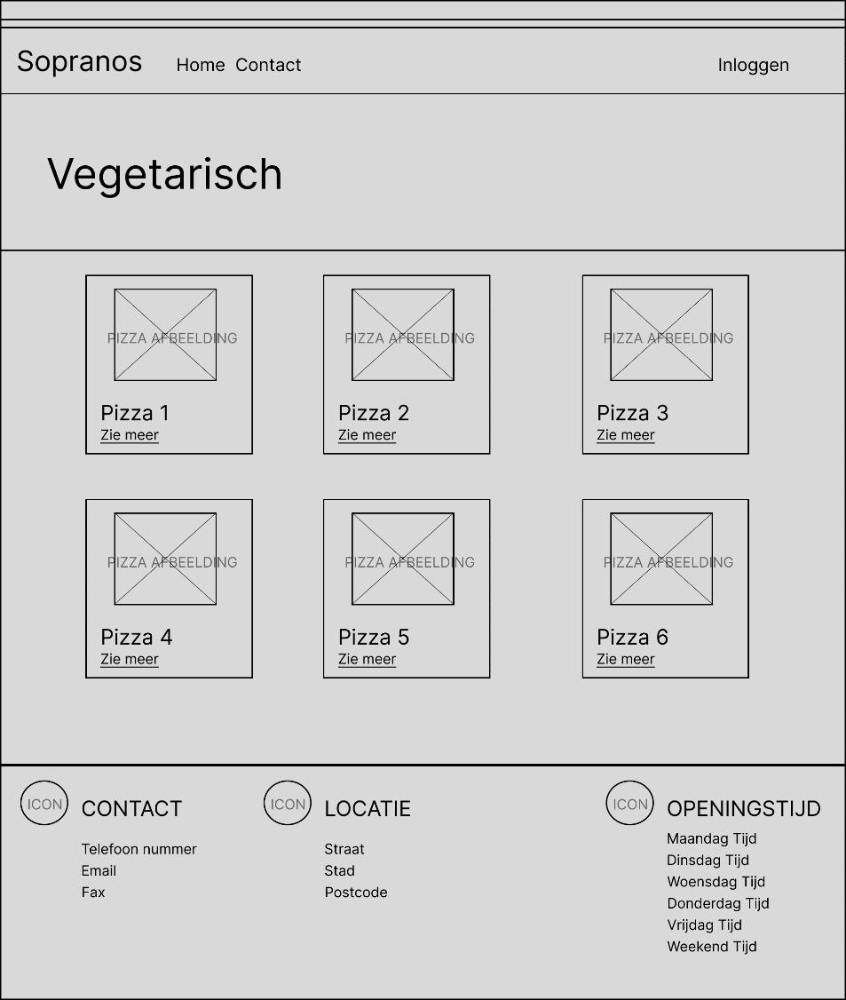 Sopranos Home Contact Inloggen
Vegetarisch
PIZZA AFBEELDING PIZZA AFBEELDING PIZZA AFBEELDING
Pizza 1 Pizza 2 Pizza 3
Zie meer Zie meer Zie meer
PIZZA AFBEELDING PIZZA AFBEELDING PIZZA AFBEELDING
Pizza 4 Pizza 5 Pizza 6
Zie meer Zie meer Zie meer
ICON CONTACT
Telefoon nummer
Email
Fax
ICON LOCATIE
Straat
Stad
Postcode
ICON OPENINGSTIJD
Maandag Tijd
Dinsdag Tijd
Woensdag Tijd
Donderdag Tijd
Vrijdag Tijd
Weekend Tijd